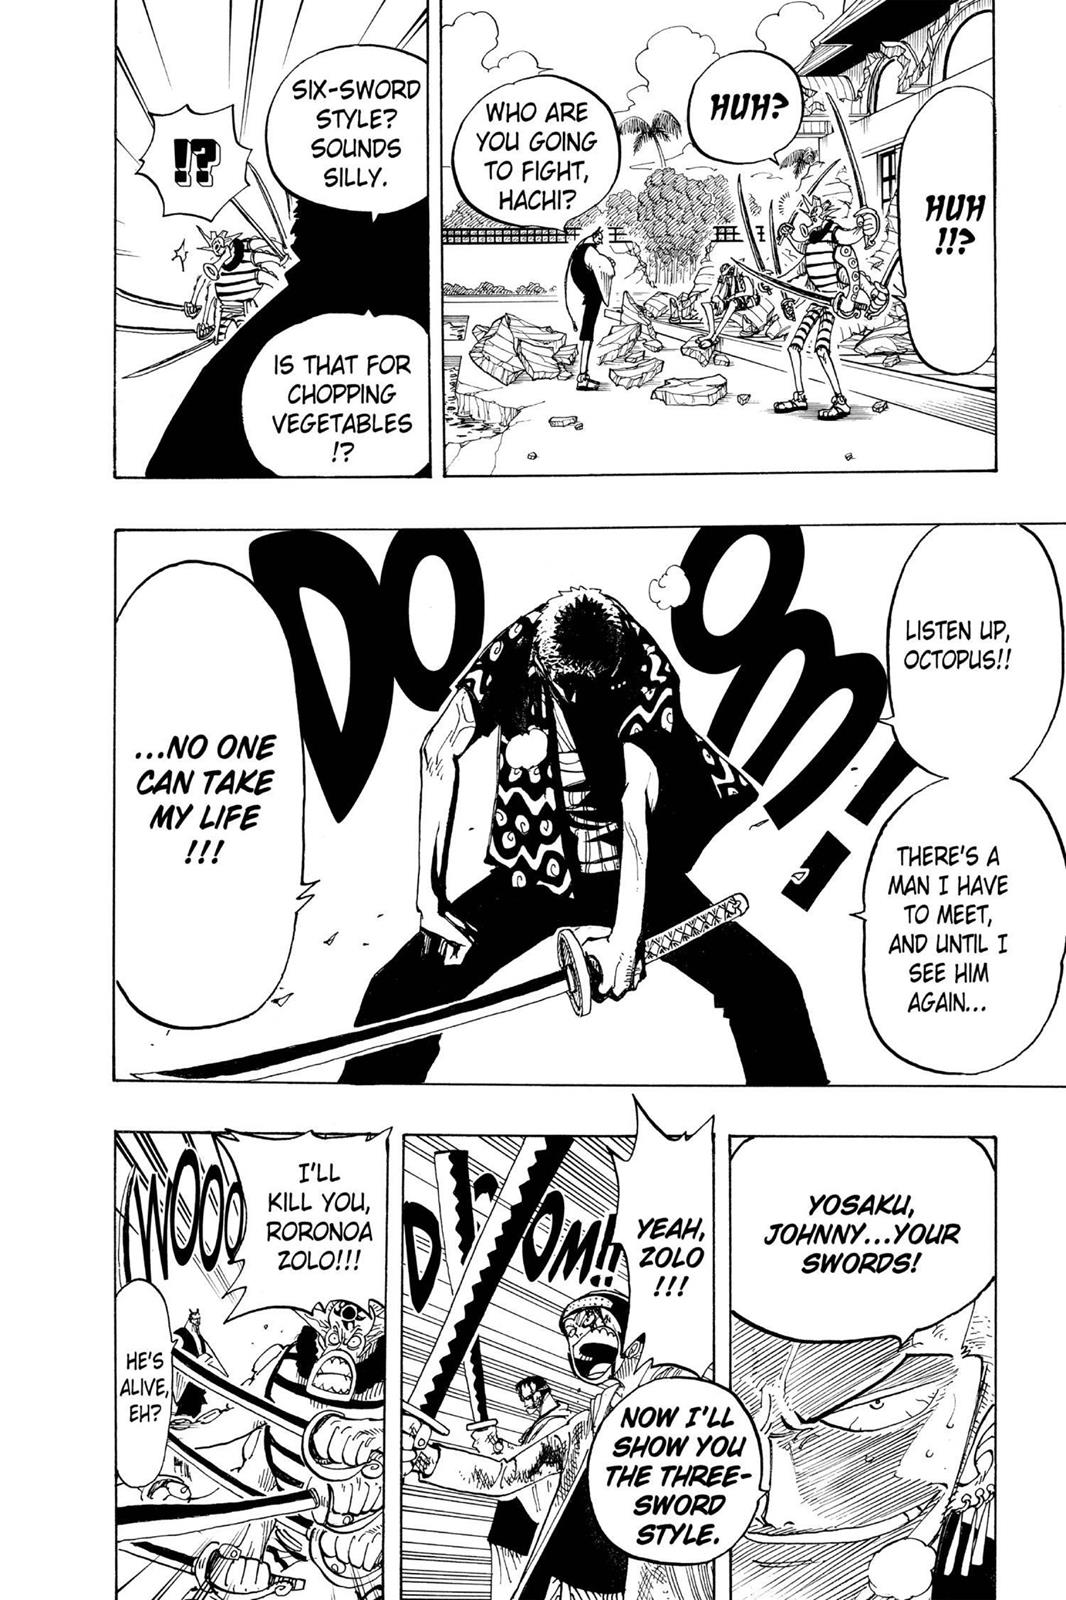 HUH
!!?
HUH?
WHO ARE
YOU GOING
TO FIGHT,
HACHI?
SIX-SWORD
STYLE?
SOUNDS
SILLY.
IS THAT FOR
CHOPPING
VEGETABLES
!?
!?
LISTEN UP,
OCTOPUS!!
THERE'S A
MAN I HAVE
TO MEET,
AND UNTIL I
SEE HIM
AGAIN...
DOOM!!
...NO ONE
CAN TAKE
MY LIFE
!!!
YOSAKU,
JOHNNY...YOUR
SWORDS!
YEAH,
ZOLO
!!!
NOW I'LL
SHOW YOU
THE THREE-
SWORD
STYLE.
I'LL
KILL YOU,
RORONOA
ZOLO!!!
WOOO
HE'S
ALIVE,
EH?